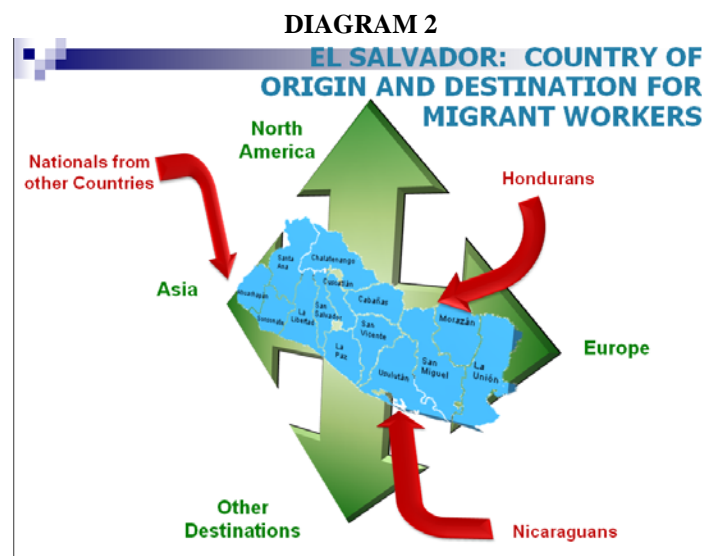 DIAGRAM 2
EL SALVADOR: COUNTRY OF
ORIGIN AND DESTINATION FOR
MIGRANT WORKERS
North
America
Nationals from
other Countries
Hondurans
Asia
Europe
Santa
Ana
Chalatenango
Cuscatlán
Cabañas
Ahuachapán
Sonsonate
La
Libertad
San
Salvador
La
Paz
San
Vicente
Usulután
San
Miguel
Morazán
La
Unión
Other
Destinations
Nicaraguans